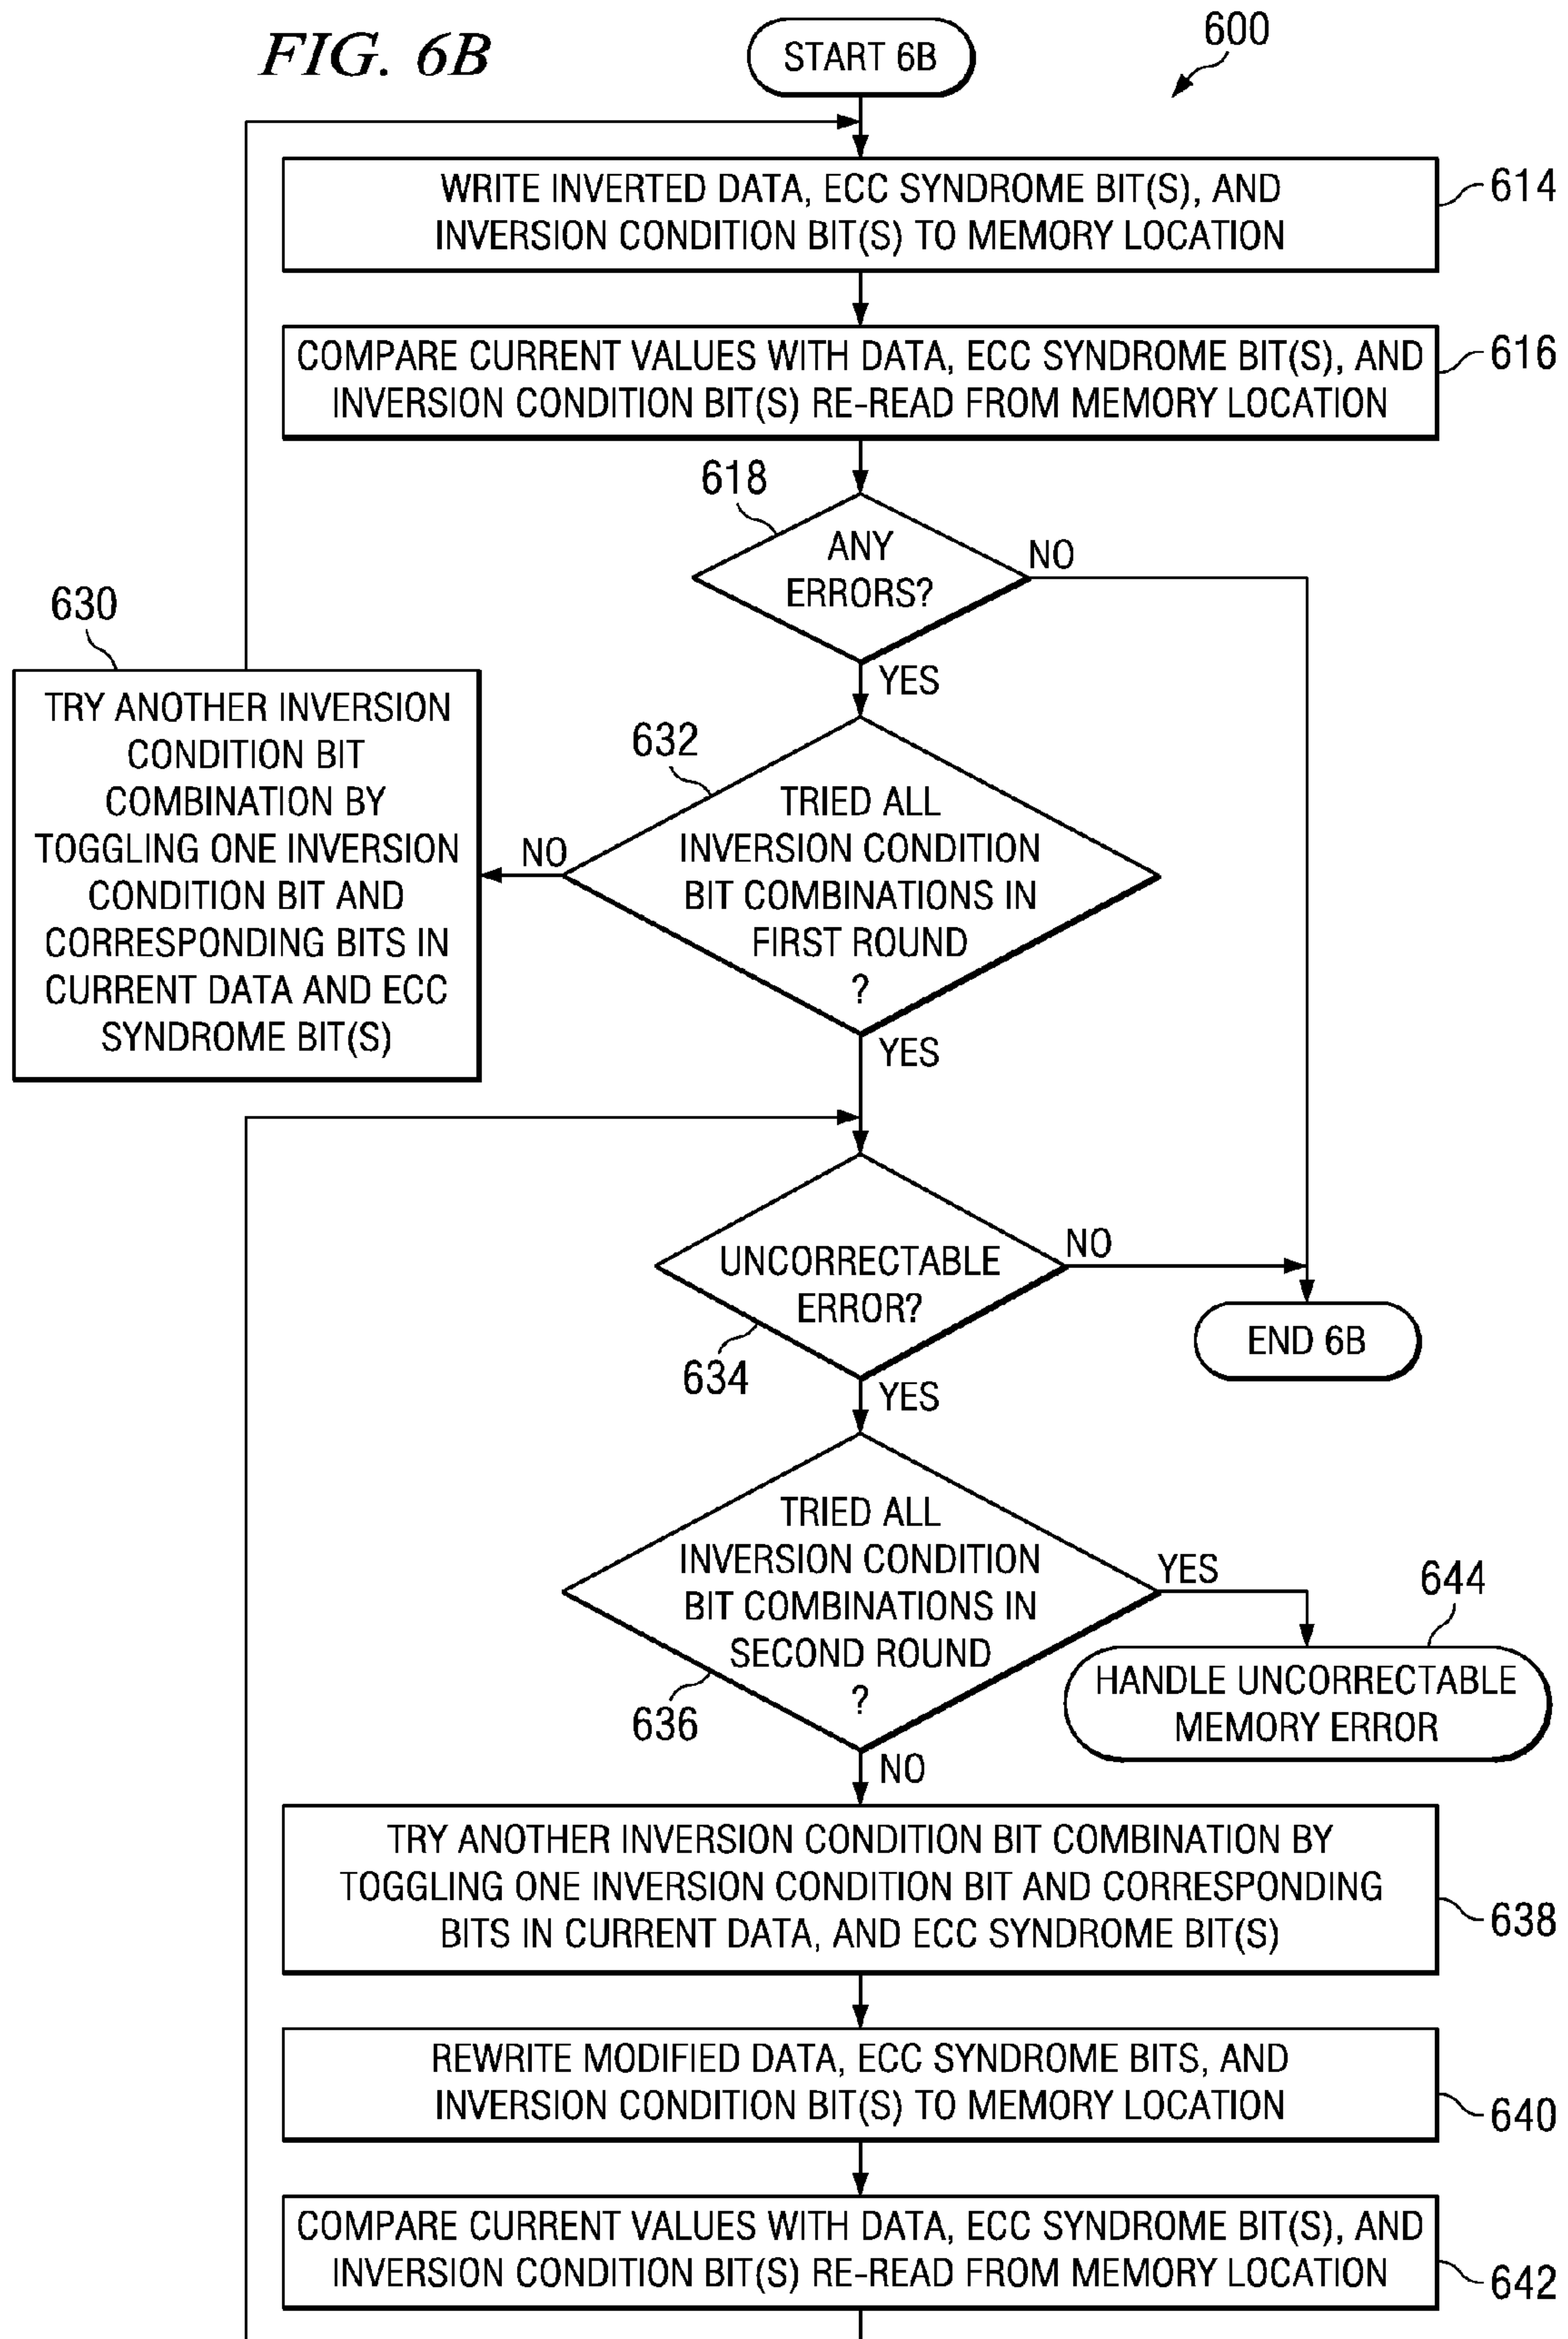 FIG. 6B
START 6B
600
WRITE INVERTED DATA, ECC SYNDROME BIT(S), AND
INVERSION CONDITION BIT(S) TO MEMORY LOCATION
614
COMPARE CURRENT VALUES WITH DATA, ECC SYNDROME BIT(S), AND
INVERSION CONDITION BIT(S) RE-READ FROM MEMORY LOCATION
616
618
ANY
ERRORS?
NO
YES
630
TRY ANOTHER INVERSION
CONDITION BIT
COMBINATION BY
TOGGLING ONE INVERSION
CONDITION BIT AND
CORRESPONDING BITS IN
CURRENT DATA AND ECC
SYNDROME BIT(S)
632
NO
TRIED ALL
INVERSION CONDITION
BIT COMBINATIONS IN
FIRST ROUND
?
YES
UNCORRECTABLE
ERROR?
NO
634
YES
END 6B
TRIED ALL
INVERSION CONDITION
BIT COMBINATIONS IN
SECOND ROUND
?
YES
636
NO
644
HANDLE UNCORRECTABLE
MEMORY ERROR
TRY ANOTHER INVERSION CONDITION BIT COMBINATION BY
TOGGLING ONE INVERSION CONDITION BIT AND CORRESPONDING
BITS IN CURRENT DATA, AND ECC SYNDROME BIT(S)
638
REWRITE MODIFIED DATA, ECC SYNDROME BITS, AND
INVERSION CONDITION BIT(S) TO MEMORY LOCATION
640
COMPARE CURRENT VALUES WITH DATA, ECC SYNDROME BIT(S), AND
INVERSION CONDITION BIT(S) RE-READ FROM MEMORY LOCATION
642